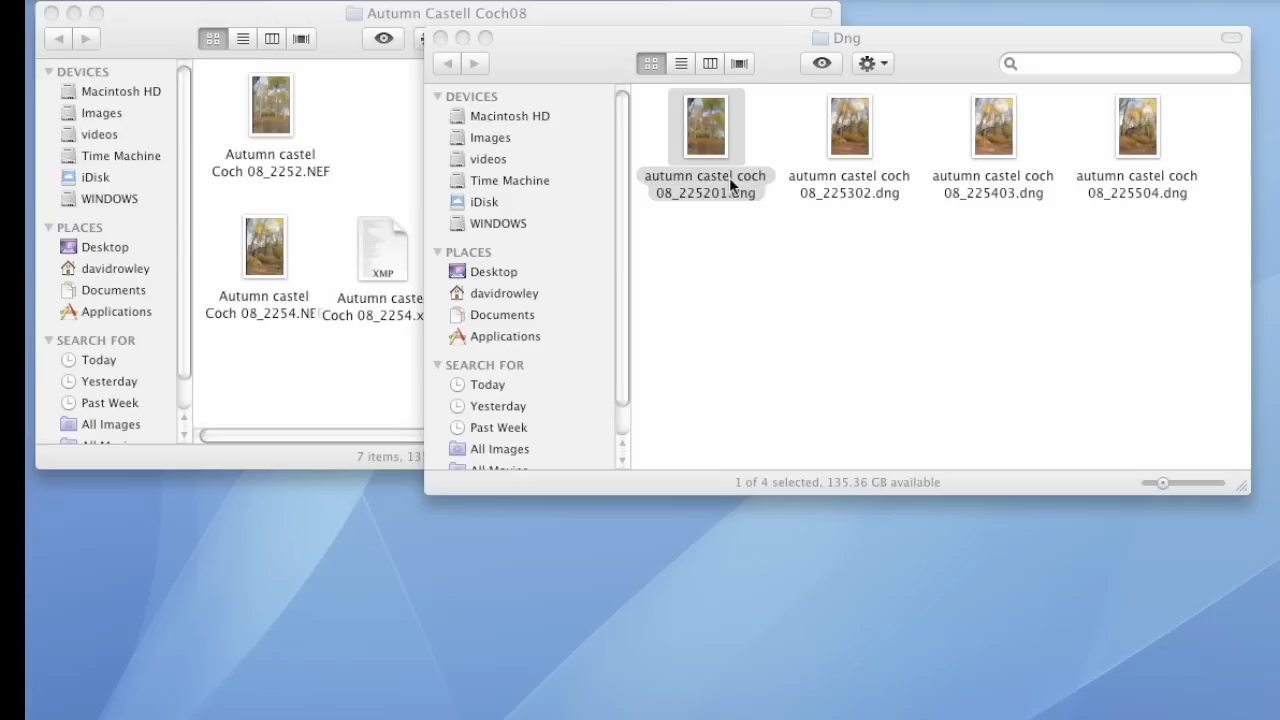 Autumn Castell Coch08
DEVICES
Macintosh HD
Images
videos
Time Machine
iDisk
WINDOWS
PLACES
Desktop
davidrowley
Documents
Applications
SEARCH FOR
Today
Yesterday
Past Week
All Images
Autumn castel
Coch 08_2252.NEF
Autumn castel
Coch 08_2254.NE
XMP
Autumn caste
Coch 08_2254.x
7 items, 13
Dng
DEVICES
Macintosh HD
Images
videos
Time Machine
iDisk
WINDOWS
PLACES
Desktop
davidrowley
Documents
Applications
SEARCH FOR
Today
Yesterday
Past Week
All Images
autumn castel coch
08_225201.dng
autumn castel coch
08_225302.dng
autumn castel coch
08_225403.dng
autumn castel coch
08_225504.dng
1 of 4 selected, 135.36 GB available